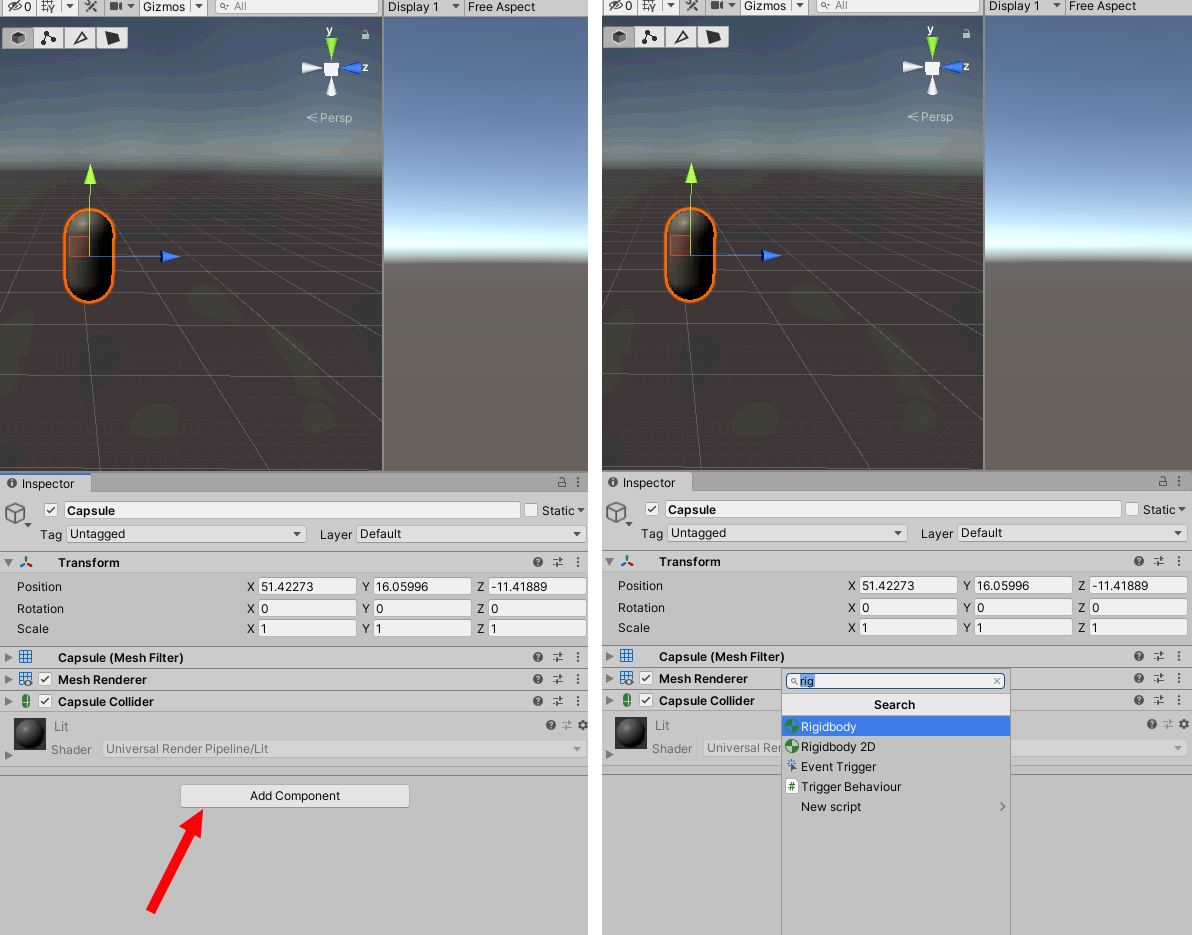 0 Gizmos All Display 1 Free Aspect
y
z
Persp
Inspector
Capsule Static
Tag Untagged Layer Default
Transform
Position X 51.42273 Y 16.05996 Z -11.41889
Rotation X 0 Y 0 Z 0
Scale X 1 Y 1 Z 1
Capsule (Mesh Filter)
Mesh Renderer
Capsule Collider
Lit
Shader Universal Render Pipeline/Lit
Add Component
0 Gizmos All Display 1 Free Aspect
y
z
Persp
Inspector
Capsule Static
Tag Untagged Layer Default
Transform
Position X 51.42273 Y 16.05996 Z -11.41889
Rotation X 0 Y 0 Z 0
Scale X 1 Y 1 Z 1
Capsule (Mesh Filter)
Mesh Renderer
Capsule Collider
Lit
Shader Universal Rer
rig
Search
Rigidbody
Rigidbody 2D
Event Trigger
# Trigger Behaviour
New script